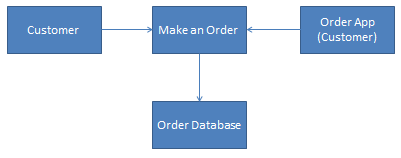 Customer
Make an Order
Order App
(Customer)
Order Database